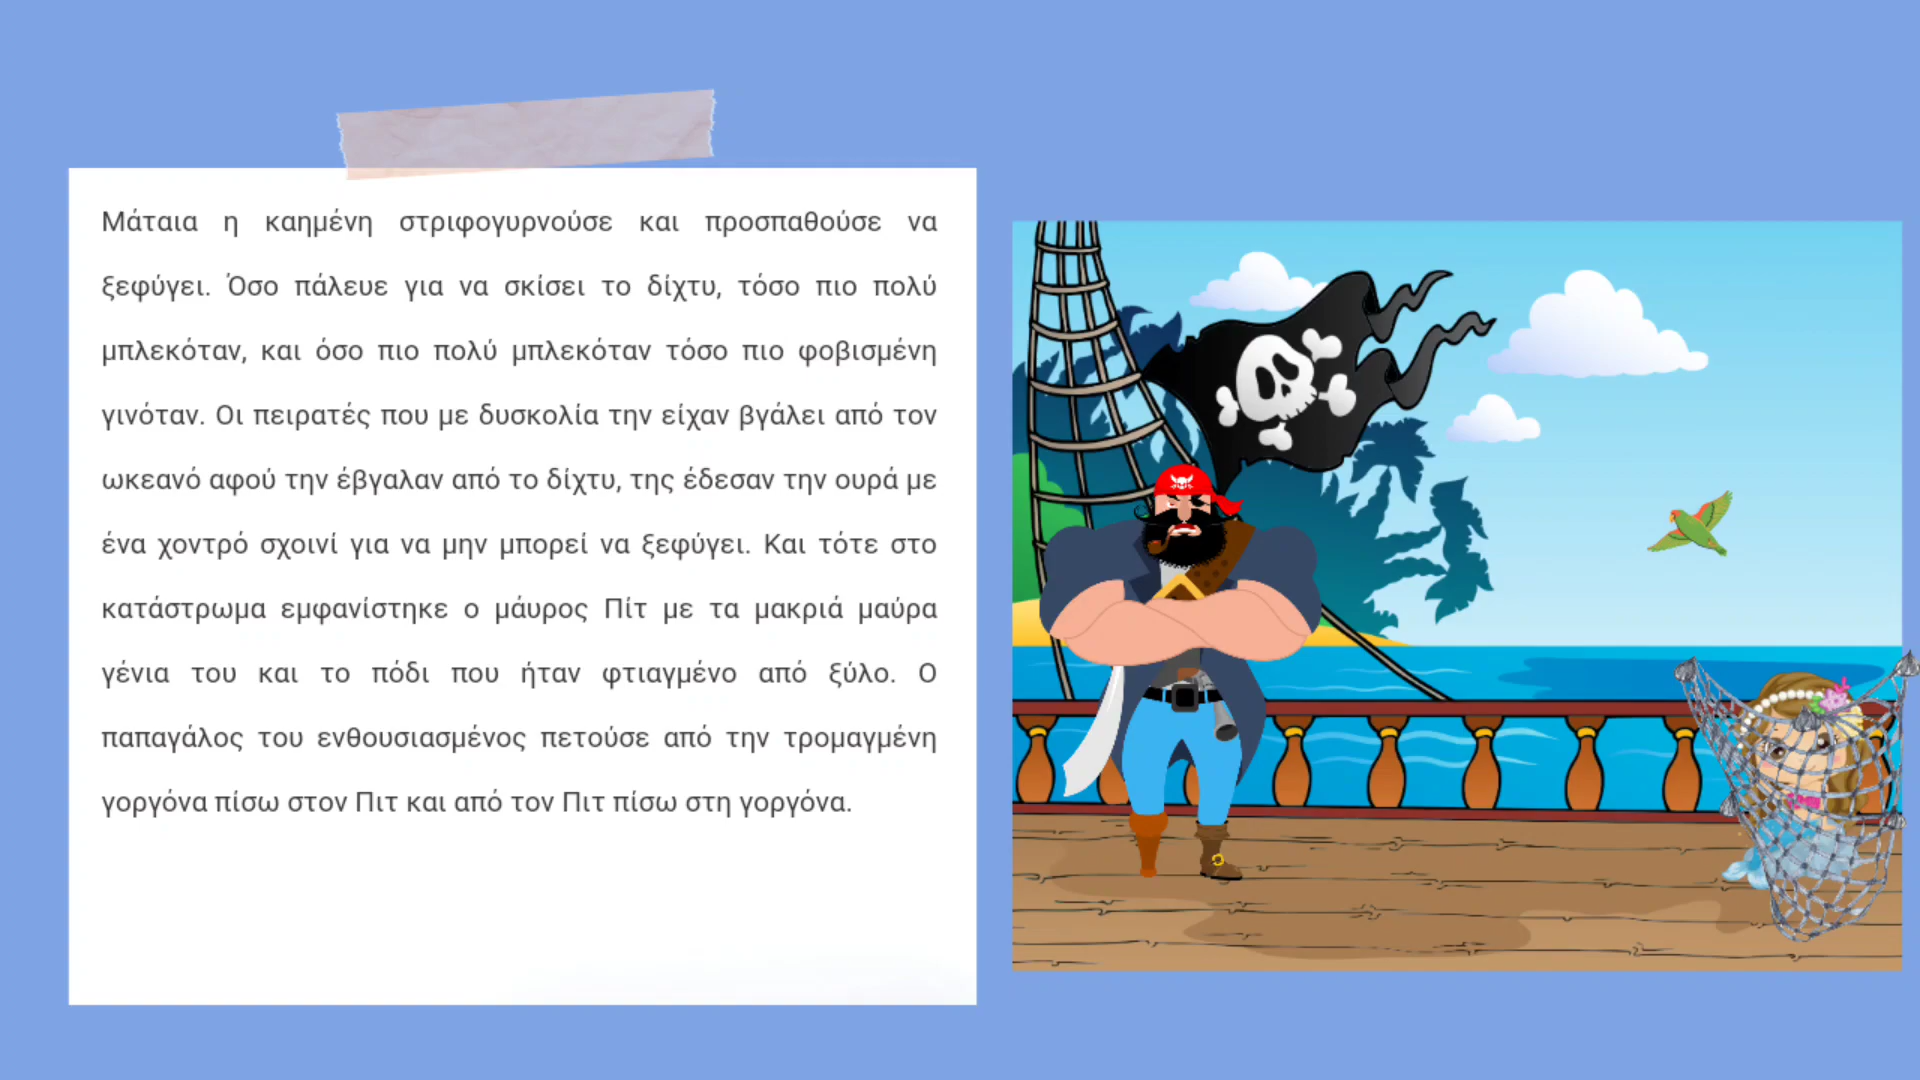 Μάταια η καημένη στριφογυρνούσε και προσπαθούσε να
ξεφύγει. Όσο πάλευε για να σκίσει το δίχτυ, τόσο πιο πολύ
μπλεκόταν, και όσο πιο πολύ μπλεκόταν τόσο πιο φοβισμένη
γινόταν. Οι πειρατές που με δυσκολία την είχαν βγάλει από τον
ωκεανό αφού την έβγαλαν από το δίχτυ, της έδεσαν την ουρά με
ένα χοντρό σχοινί για να μην μπορεί να ξεφύγει. Και τότε στο
κατάστρωμα εμφανίστηκε ο μάυρος Πίτ με τα μακριά μαύρα
γένια του και το πόδι που ήταν φτιαγμένο από ξύλο. Ο
παπαγάλος του ενθουσιασμένος πετούσε από την τρομαγμένη
γοργόνα πίσω στον Πιτ και από τον Πιτ πίσω στη γοργόνα.